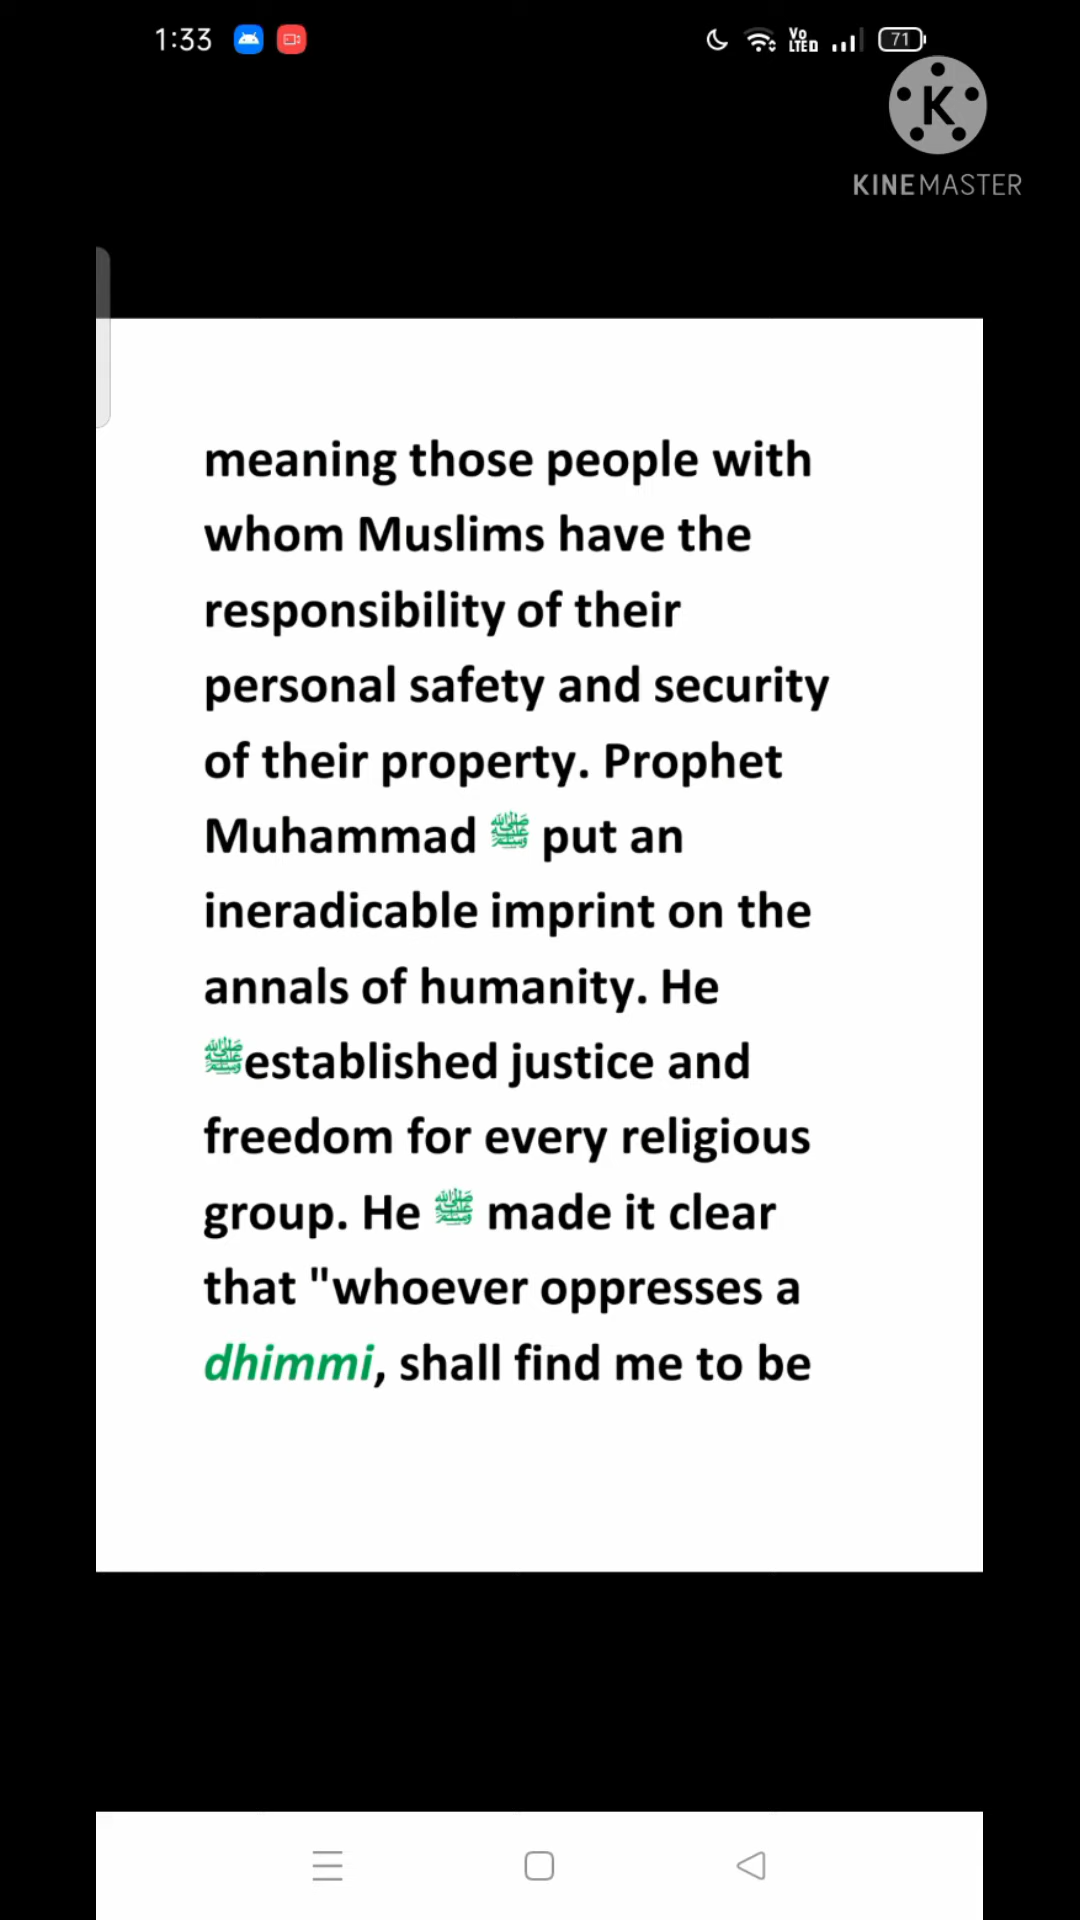 1:33
Vo LTED
71
K
KINEMASTER
meaning those people with
whom Muslims have the
responsibility of their
personal safety and security
of their property. Prophet
Muhammad ﷺ put an
ineradicable imprint on the
annals of humanity. He
ﷺestablished justice and
freedom for every religious
group. He ﷺ made it clear
that "whoever oppresses a
dhimmi, shall find me to be